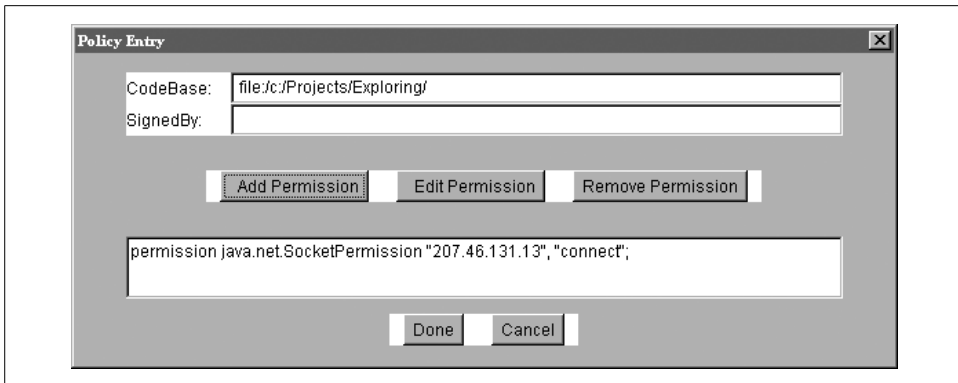 Policy Entry
CodeBase: file:/c:/Projects/Exploring/
SignedBy:
Add Permission Edit Permission Remove Permission
permission java.net.SocketPermission "207.46.131.13", "connect";
Done Cancel